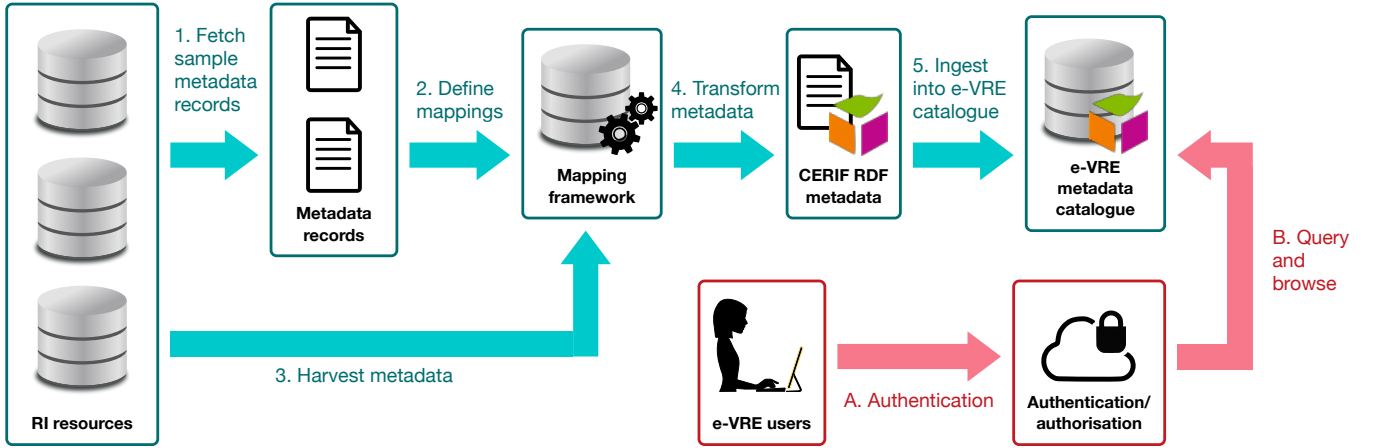 1. Fetch
sample
metadata
records
2. Define
mappings
4. Transform
metadata
5. Ingest
into e-VRE
catalogue
Mapping
framework
CERIF RDF
metadata
e-VRE
metadata
catalogue
Metadata
records
B. Query
and
browse
3. Harvest metadata
A. Authentication
RI resources
e-VRE users
Authentication/
authorisation